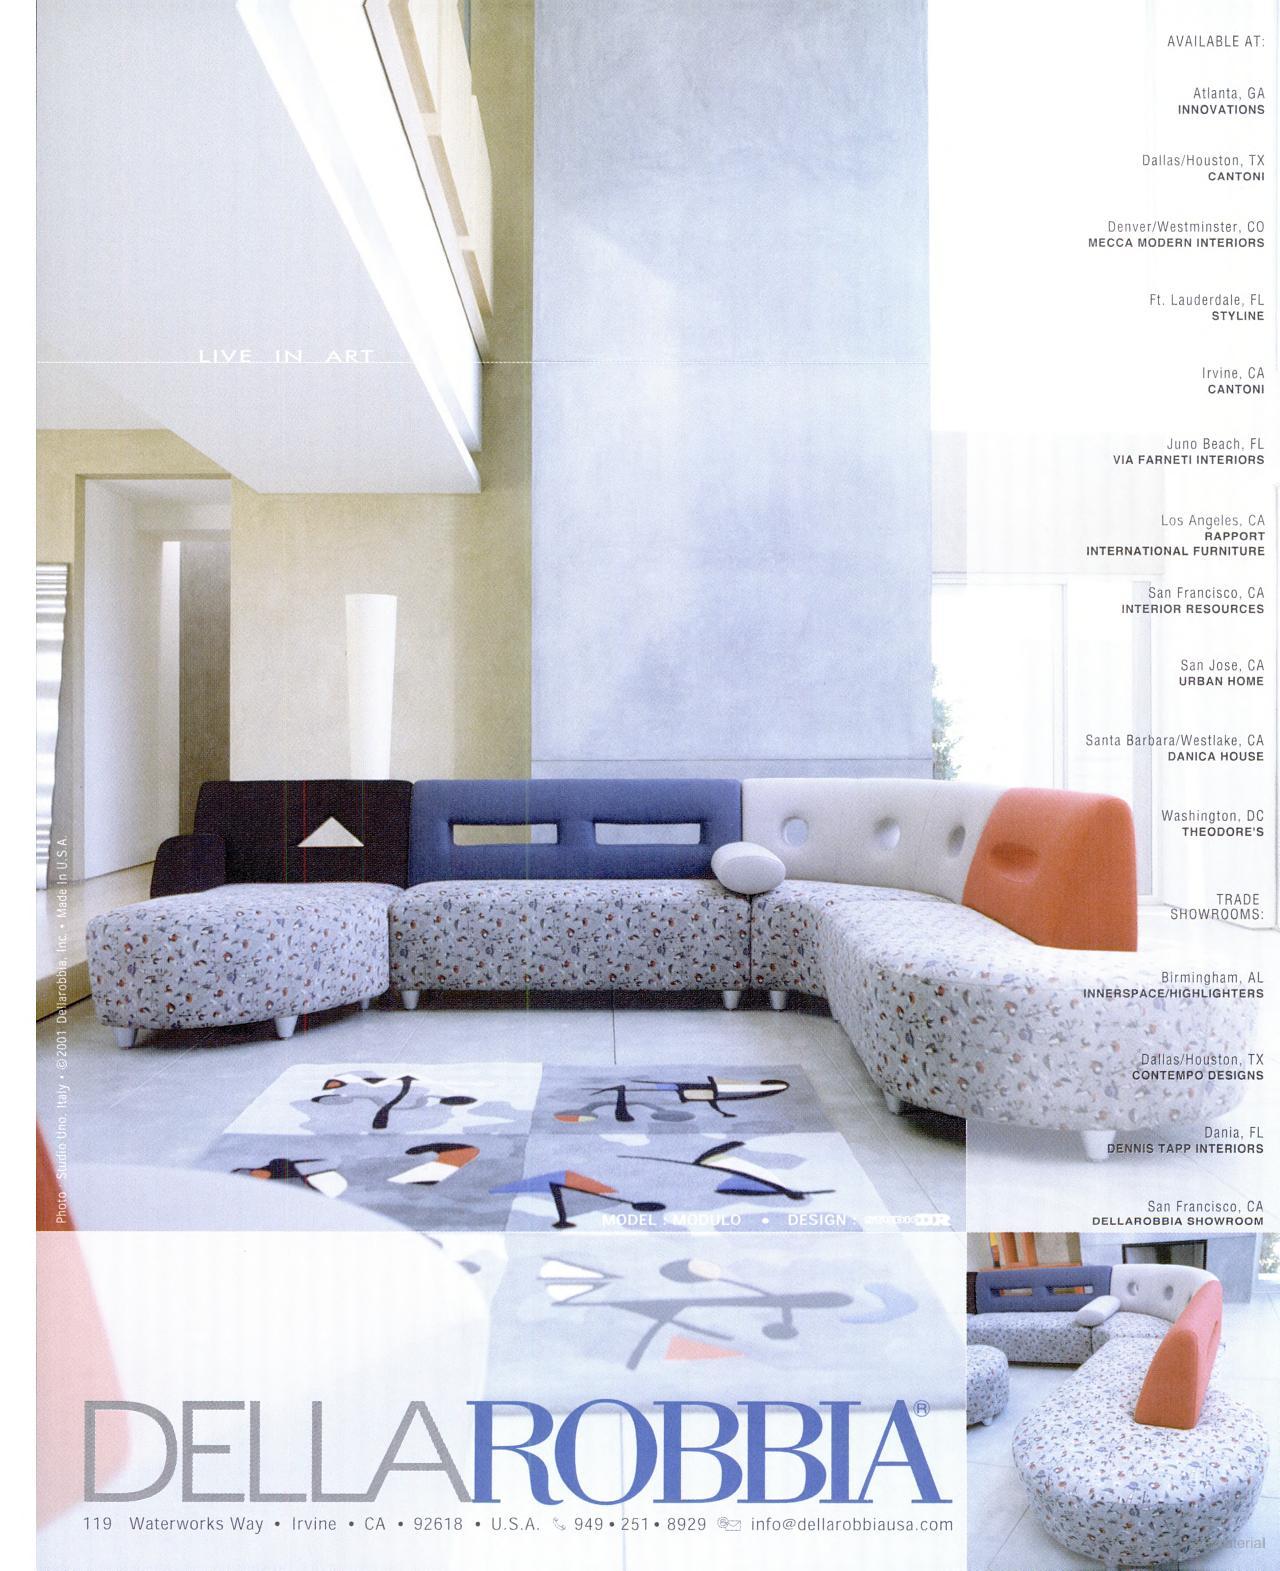 AVAILABLE AT:
Atlanta, GA
INNOVATIONS
Dallas/Houston, TX
CANTONI
Denver/Westminster, CO
MECCA MODERN INTERIORS
Ft. Lauderdale, FL
STYLINE
Irvine, CA
CANTONI
Juno Beach, FL
VIA FARNETI INTERIORS
Los Angeles, CA
RAPPORT
INTERNATIONAL FURNITURE
San Francisco, CA
INTERIOR RESOURCES
San Jose, CA
URBAN HOME
Santa Barbara/Westlake, CA
DANICA HOUSE
Washington, DC
THEODORE'S
TRADE
SHOWROOMS:
Birmingham, AL
INNERSPACE/HIGHLIGHTERS
Dallas/Houston, TX
CONTEMPO DESIGNS
Dania, FL
DENNIS TAPP INTERIORS
San Francisco, CA
DELLAROBBIA SHOWROOM
LIVE IN ART
Photo • Studio Uno, Italy • ©2001 Dellarobbia, Inc. • Made In U.S.A.
MODEL : MODULO • DESIGN :
DELLAROBBIA®
119 Waterworks Way • Irvine • CA • 92618 • U.S.A. 949•251•8929 info@dellarobbiausa.com